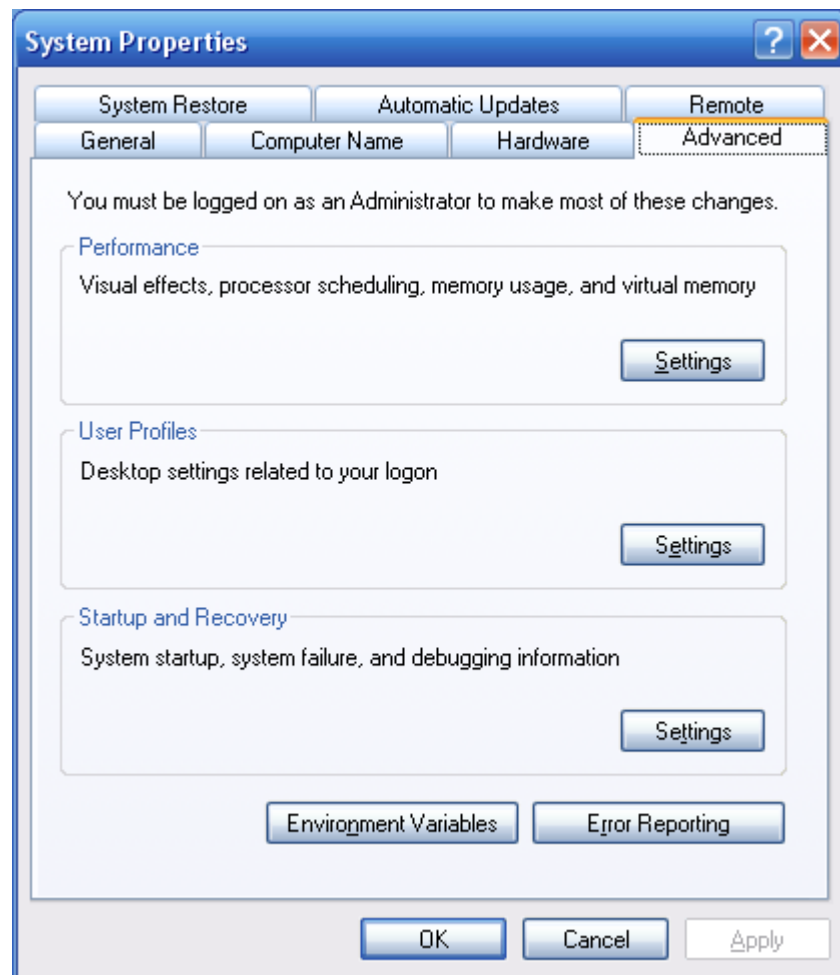 System Properties
System Restore Automatic Updates Remote
General Computer Name Hardware Advanced
You must be logged on as an Administrator to make most of these changes.
Performance
Visual effects, processor scheduling, memory usage, and virtual memory
Settings
User Profiles
Desktop settings related to your logon
Settings
Startup and Recovery
System startup, system failure, and debugging information
Settings
Environment Variables Error Reporting
OK Cancel Apply